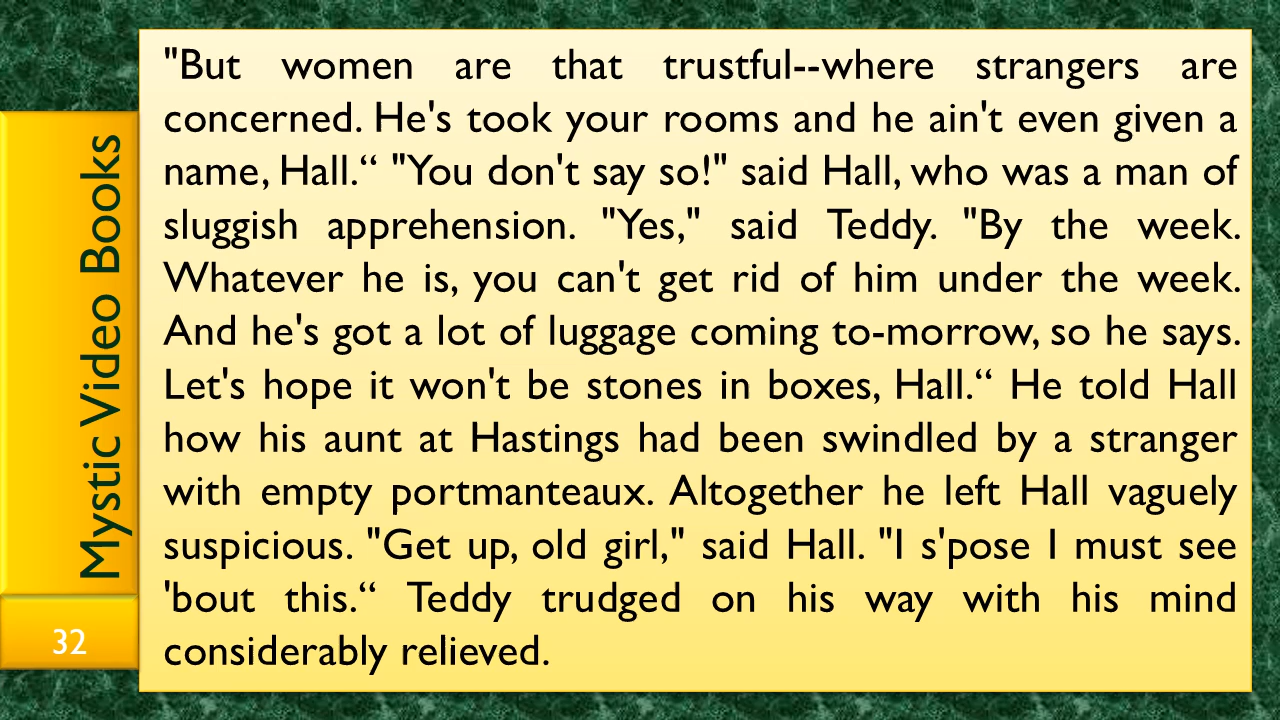 Mystic Video Books
32
"But women are that trustful--where strangers are
concerned. He's took your rooms and he ain't even given a
name, Hall.“ "You don't say so!" said Hall, who was a man of
sluggish apprehension. "Yes," said Teddy. "By the week.
Whatever he is, you can't get rid of him under the week.
And he's got a lot of luggage coming to-morrow, so he says.
Let's hope it won't be stones in boxes, Hall.“ He told Hall
how his aunt at Hastings had been swindled by a stranger
with empty portmanteaux. Altogether he left Hall vaguely
suspicious. "Get up, old girl," said Hall. "I s'pose I must see
'bout this.“ Teddy trudged on his way with his mind
considerably relieved.